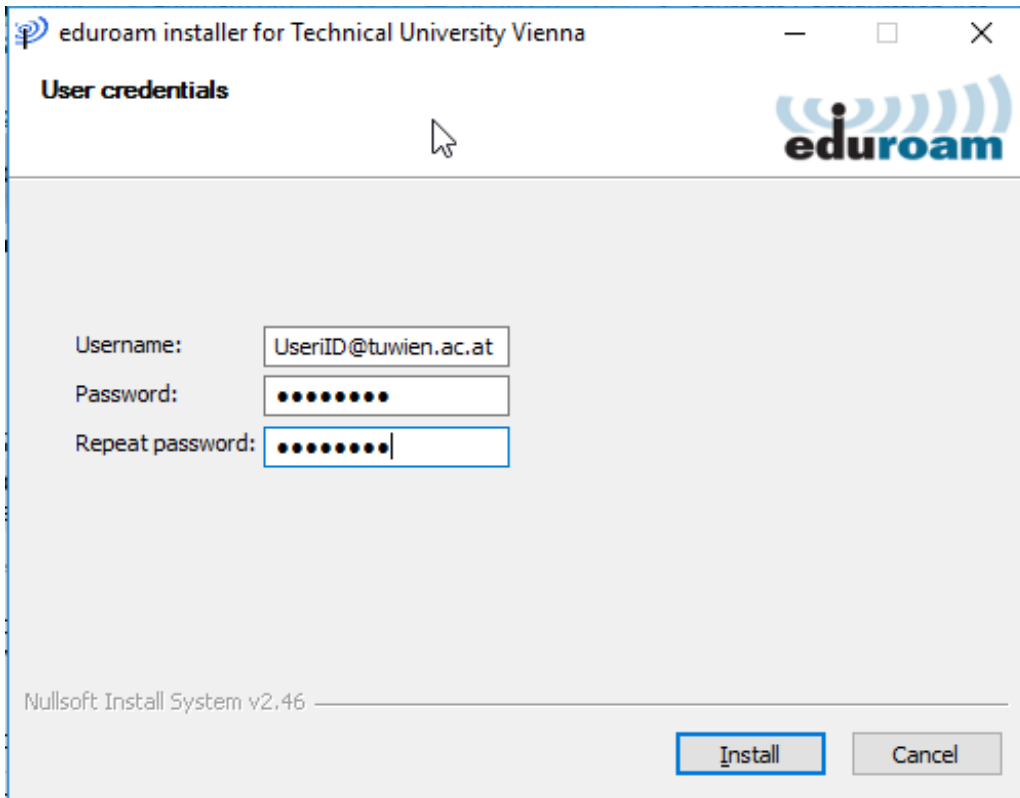 eduroam installer for Technical University Vienna
User credentials
eduroam
Username:
UseriID@tuwien.ac.at
Password:
••••••••
Repeat password:
••••••••
Nullsoft Install System v2.46
Install
Cancel